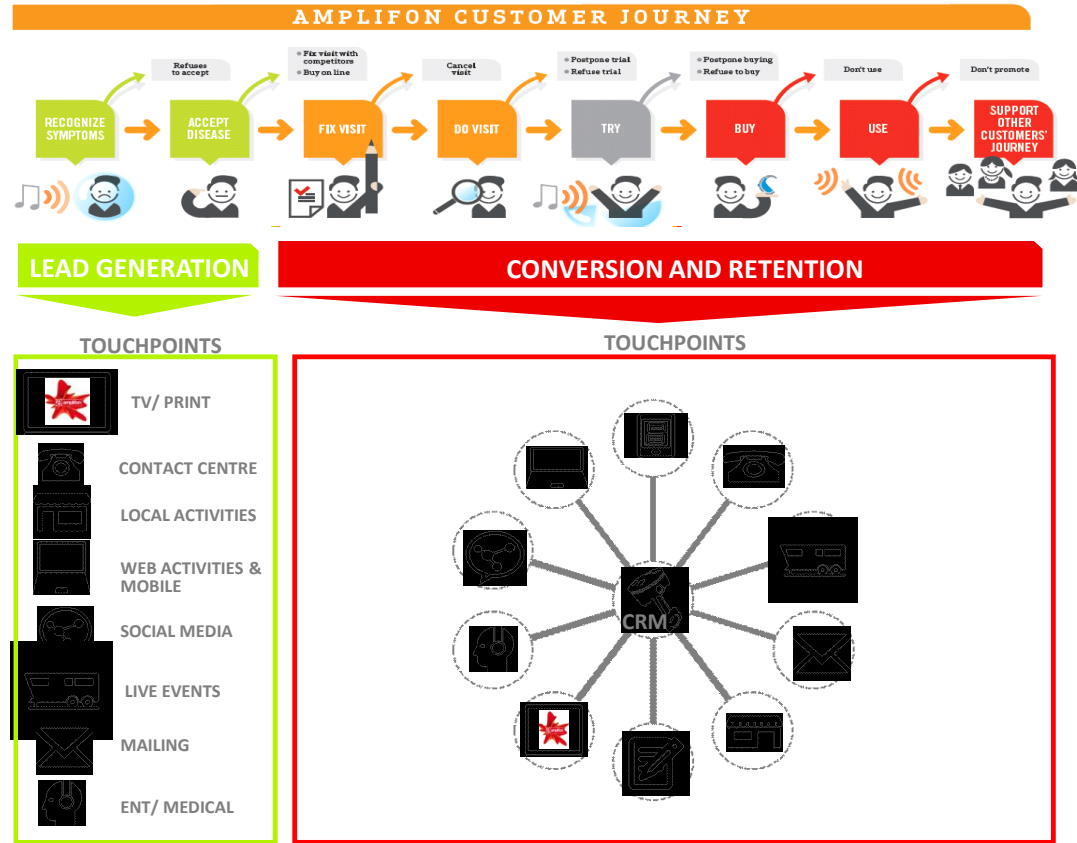 AMPLIFON CUSTOMER JOURNEY
Refuses
to accept
Fix visit with
competitors
Buy on line
Cancel
visit
Postpone trial
Refuse trial
Postpone buying
Refuse to buy
Don't use
Don't promote
RECOGNIZE
SYMPTOMS
ACCEPT
DISEASE
FIX VISIT
DO VISIT
TRY
BUY
USE
SUPPORT
OTHER
CUSTOMERS'
JOURNEY
LEAD GENERATION
CONVERSION AND RETENTION
TOUCHPOINTS
TOUCHPOINTS
TV/ PRINT
CONTACT CENTRE
LOCAL ACTIVITIES
WEB ACTIVITIES &
MOBILE
SOCIAL MEDIA
LIVE EVENTS
MAILING
ENT/ MEDICAL
CRM